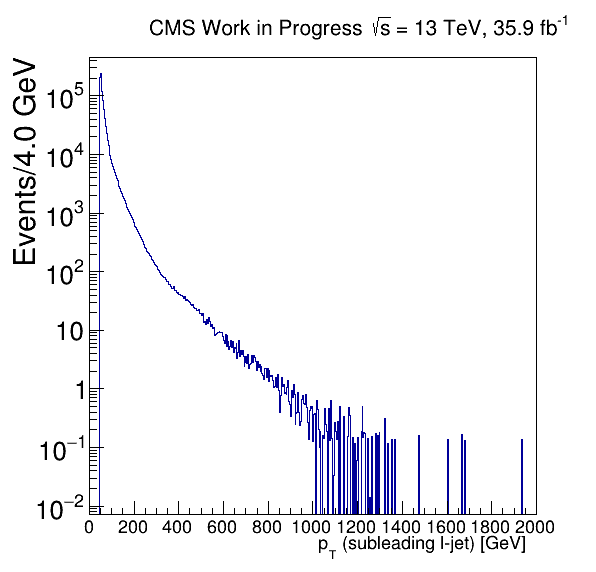 CMS Work in Progress √s = 13 TeV, 35.9 fb⁻¹
Events/4.0 GeV
10⁵
10⁴
10³
10²
10
1
10⁻¹
10⁻²
0 200 400 600 800 1000 1200 1400 1600 1800 2000
p_T (subleading l-jet) [GeV]